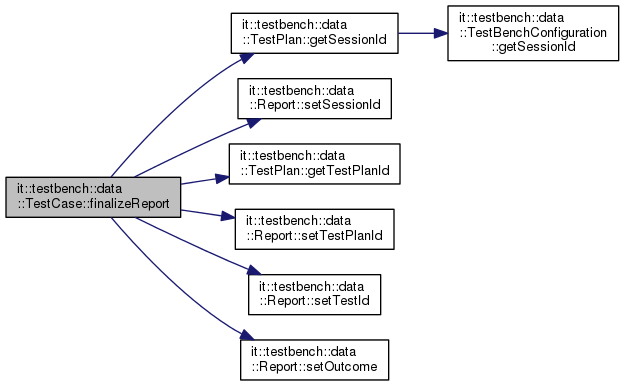 it::testbench::data
::TestCase::finalizeReport
it::testbench::data
::TestPlan::getSessionId
it::testbench::data
::TestBenchConfiguration
::getSessionId
it::testbench::data
::Report::setSessionId
it::testbench::data
::TestPlan::getTestPlanId
it::testbench::data
::Report::setTestPlanId
it::testbench::data
::Report::setTestId
it::testbench::data
::Report::setOutcome